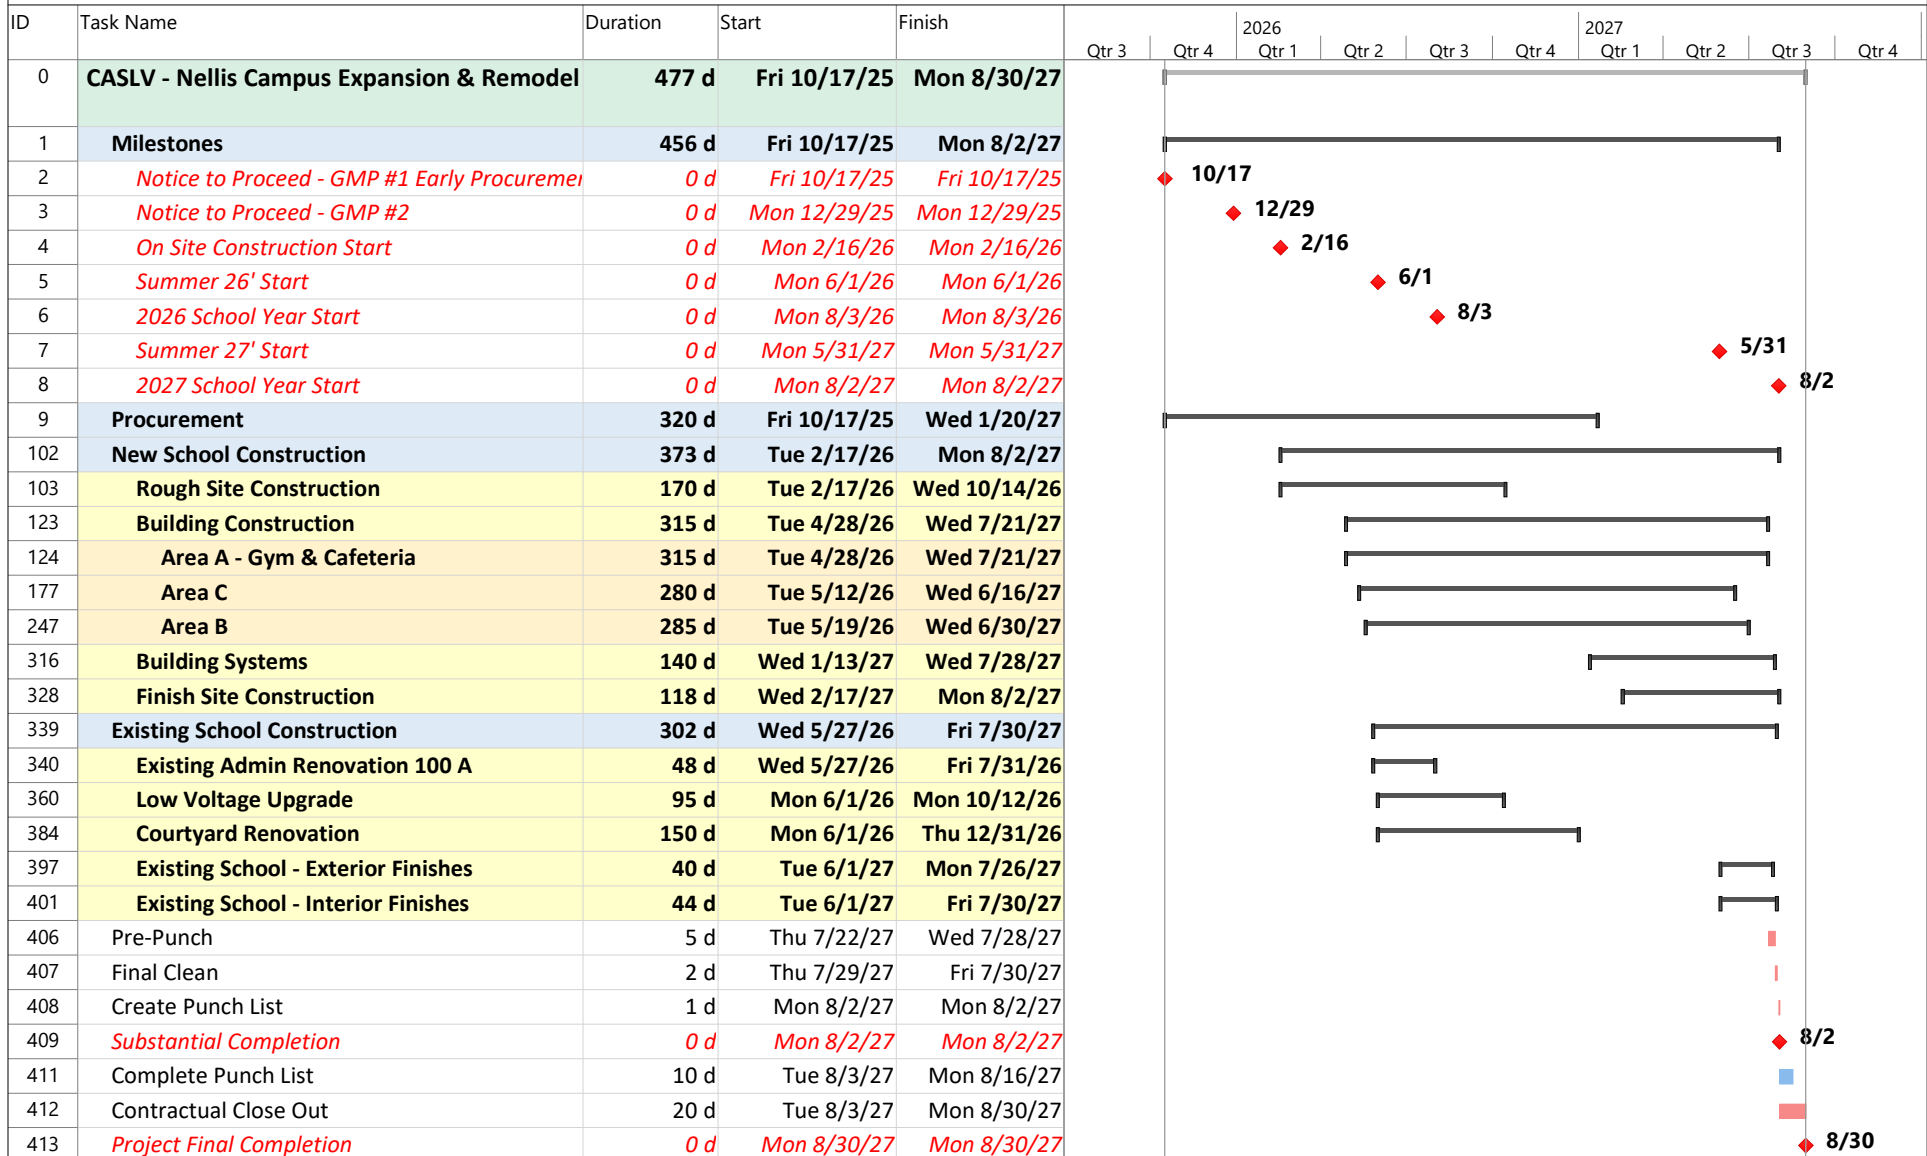 ID Task Name Duration Start Finish 2026 2027
Qtr 3 Qtr 4 Qtr 1 Qtr 2 Qtr 3 Qtr 4 Qtr 1 Qtr 2 Qtr 3 Qtr 4
0 CASLV - Nellis Campus Expansion & Remodel 477 d Fri 10/17/25 Mon 8/30/27
1 Milestones 456 d Fri 10/17/25 Mon 8/2/27
2 Notice to Proceed - GMP #1 Early Procuremen 0 d Fri 10/17/25 Fri 10/17/25 10/17
3 Notice to Proceed - GMP #2 0 d Mon 12/29/25 Mon 12/29/25 12/29
4 On Site Construction Start 0 d Mon 2/16/26 Mon 2/16/26 2/16
5 Summer 26' Start 0 d Mon 6/1/26 Mon 6/1/26 6/1
6 2026 School Year Start 0 d Mon 8/3/26 Mon 8/3/26 8/3
7 Summer 27' Start 0 d Mon 5/31/27 Mon 5/31/27 5/31
8 2027 School Year Start 0 d Mon 8/2/27 Mon 8/2/27 8/2
9 Procurement 320 d Fri 10/17/25 Wed 1/20/27
102 New School Construction 373 d Tue 2/17/26 Mon 8/2/27
103 Rough Site Construction 170 d Tue 2/17/26 Wed 10/14/26
123 Building Construction 315 d Tue 4/28/26 Wed 7/21/27
124 Area A - Gym & Cafeteria 315 d Tue 4/28/26 Wed 7/21/27
177 Area C 280 d Tue 5/12/26 Wed 6/16/27
247 Area B 285 d Tue 5/19/26 Wed 6/30/27
316 Building Systems 140 d Wed 1/13/27 Wed 7/28/27
328 Finish Site Construction 118 d Wed 2/17/27 Mon 8/2/27
339 Existing School Construction 302 d Wed 5/27/26 Fri 7/30/27
340 Existing Admin Renovation 100 A 48 d Wed 5/27/26 Fri 7/31/26
360 Low Voltage Upgrade 95 d Mon 6/1/26 Mon 10/12/26
384 Courtyard Renovation 150 d Mon 6/1/26 Thu 12/31/26
397 Existing School - Exterior Finishes 40 d Tue 6/1/27 Mon 7/26/27
401 Existing School - Interior Finishes 44 d Tue 6/1/27 Fri 7/30/27
406 Pre-Punch 5 d Thu 7/22/27 Wed 7/28/27
407 Final Clean 2 d Thu 7/29/27 Fri 7/30/27
408 Create Punch List 1 d Mon 8/2/27 Mon 8/2/27
409 Substantial Completion 0 d Mon 8/2/27 Mon 8/2/27 8/2
411 Complete Punch List 10 d Tue 8/3/27 Mon 8/16/27
412 Contractual Close Out 20 d Tue 8/3/27 Mon 8/30/27
413 Project Final Completion 0 d Mon 8/30/27 Mon 8/30/27 8/30